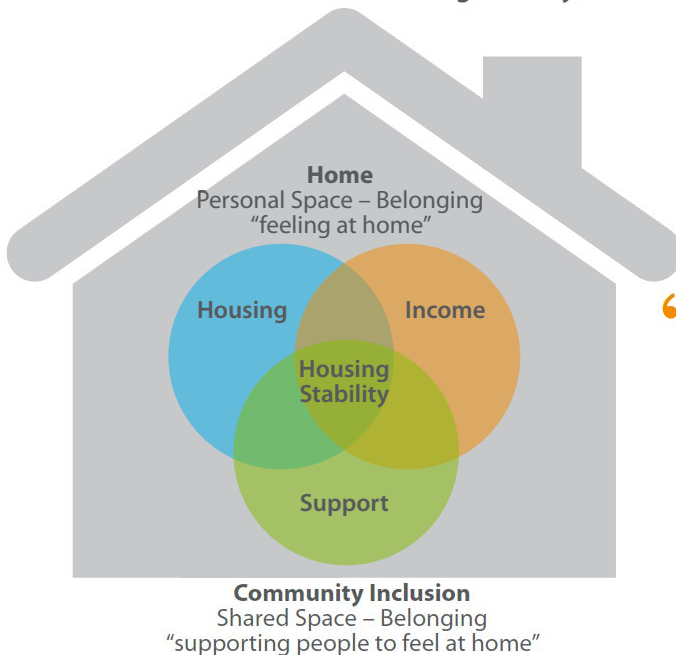 Home
Personal Space – Belonging
“feeling at home”
Housing
Income
Housing
Stability
Support
Community Inclusion
Shared Space – Belonging
“supporting people to feel at home”